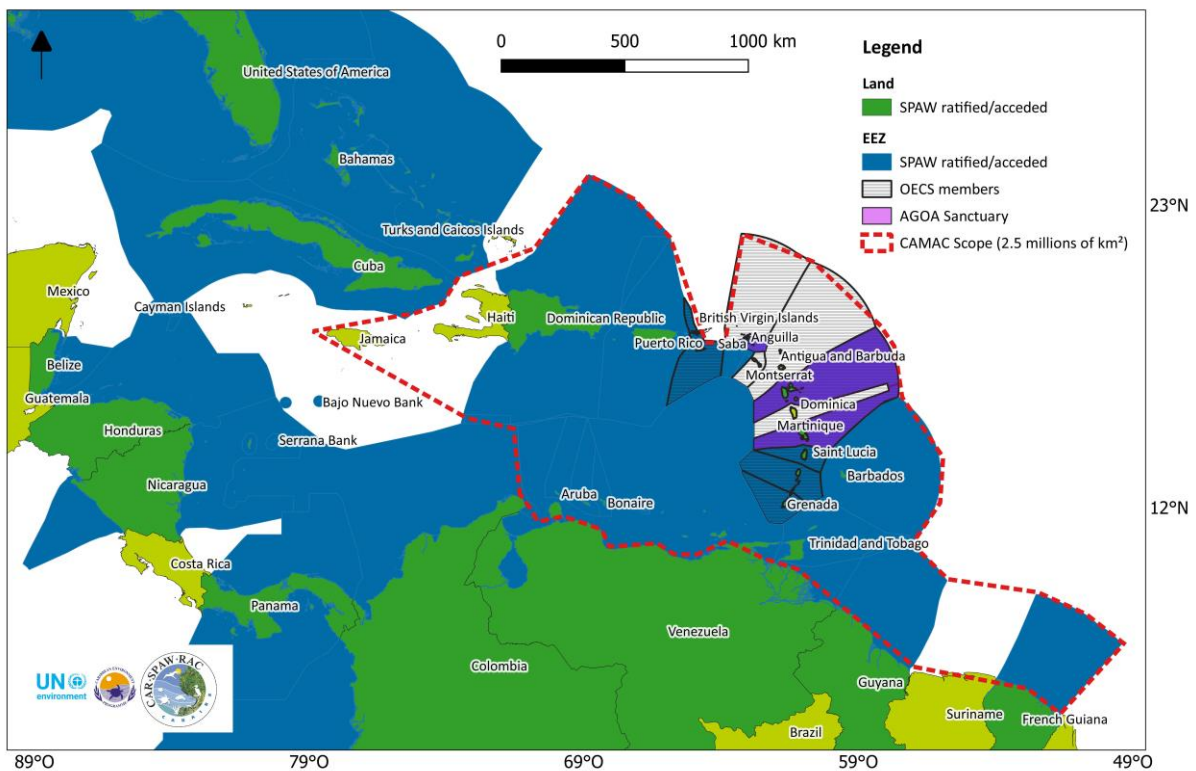 0 500 1000 km
Legend
Land
SPAW ratified/acceded
EEZ
SPAW ratified/acceded
OECS members
AGOA Sanctuary
CAMAC Scope (2.5 millions of km²)
United States of America
Bahamas
23°N
Turks and Caicos Islands
Cuba
Mexico
Cayman Islands
Haiti
Dominican Republic
British Virgin Islands
Jamaica
Puerto Rico
Saba
Anguilla
Antigua and Barbuda
Belize
Montserrat
Guatemala
Bajo Nuevo Bank
Dominica
Honduras
Martinique
Serrana Bank
Saint Lucia
Nicaragua
Barbados
Aruba
Bonaire
Grenada
12°N
Trinidad and Tobago
Costa Rica
Panama
Venezuela
Colombia
Guyana
UN
environment
CAR-SPAW-RAC
Suriname
French Guiana
Brazil
89°O 79°O 69°O 59°O 49°O